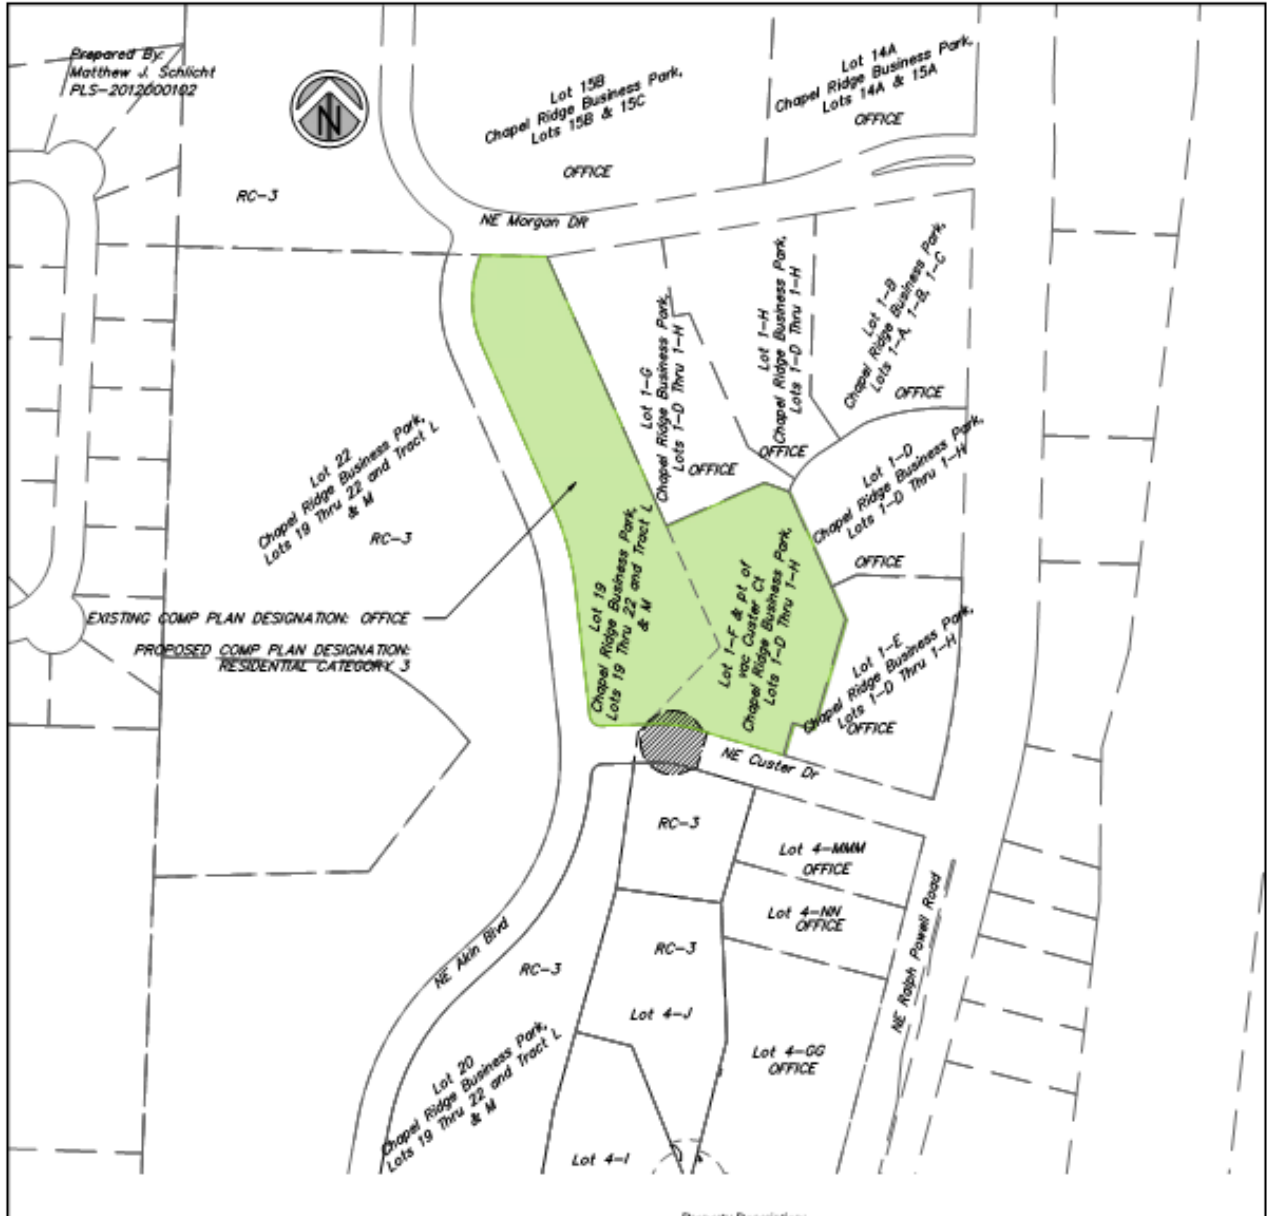 Prepared By:
Matthew J. Schlicht
PLS-2012000102
N
Lot 15B
Chapel Ridge Business Park,
Lots 15B & 15C
OFFICE
Lot 14A
Chapel Ridge Business Park,
Lots 14A & 15A
OFFICE
RC-3
NE Morgan DR
Lot 1-G
Chapel Ridge Business Park,
Lots 1-D Thru 1-H
OFFICE
Lot 1-H
Chapel Ridge Business Park,
Lots 1-D Thru 1-H
OFFICE
Lot 1-B
Chapel Ridge Business Park,
Lots 1-A, 1-B, 1-C
OFFICE
Lot 22
Chapel Ridge Business Park,
Lots 19 Thru 22 and Tract L
& M
RC-3
Lot 1-D
Chapel Ridge Business Park,
Lots 1-D Thru 1-H
OFFICE
EXISTING COMP PLAN DESIGNATION: OFFICE
PROPOSED COMP PLAN DESIGNATION:
RESIDENTIAL CATEGORY 3
Lot 19
Chapel Ridge Business Park,
Lots 19 Thru 22 and Tract L
& M
Lot 1-F & pt of
vac Custer Ct
Chapel Ridge Business Park,
Lots 1-D Thru 1-H
Lot 1-E
Chapel Ridge Business Park,
Lots 1-D Thru 1-H
OFFICE
NE Custer Dr
RC-3
Lot 4-MMM
OFFICE
Lot 4-NN
OFFICE
NE Ralph Powell Road
NE Akin Blvd
RC-3
RC-3
Lot 4-J
Lot 4-GG
OFFICE
Lot 20
Chapel Ridge Business Park,
Lots 19 Thru 22 and Tract L
& M
Lot 4-I